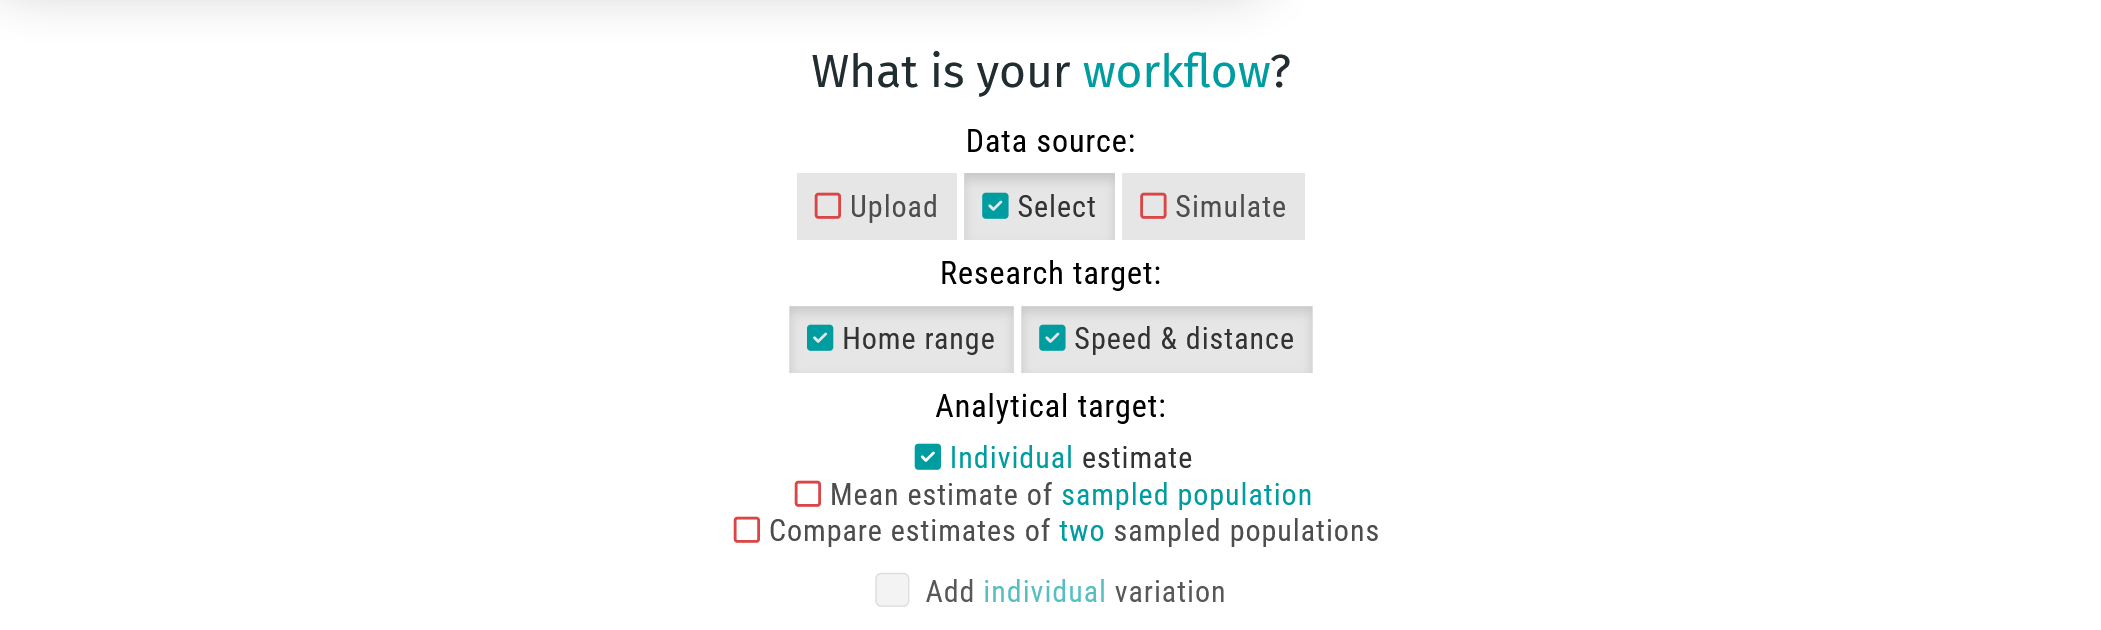 What is your workflow?
Data source:
Upload Select Simulate
Research target:
Home range Speed & distance
Analytical target:
Individual estimate
Mean estimate of sampled population
Compare estimates of two sampled populations
Add individual variation